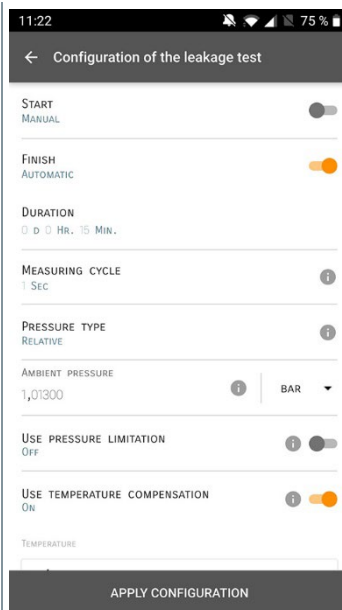 11:22 75 %
Configuration of the leakage test
START
MANUAL
FINISH
AUTOMATIC
DURATION
0 D 0 HR. 15 MIN.
MEASURING CYCLE
1 SEC
PRESSURE TYPE
RELATIVE
AMBIENT PRESSURE
1,01300 BAR
USE PRESSURE LIMITATION
OFF
USE TEMPERATURE COMPENSATION
ON
TEMPERATURE
APPLY CONFIGURATION